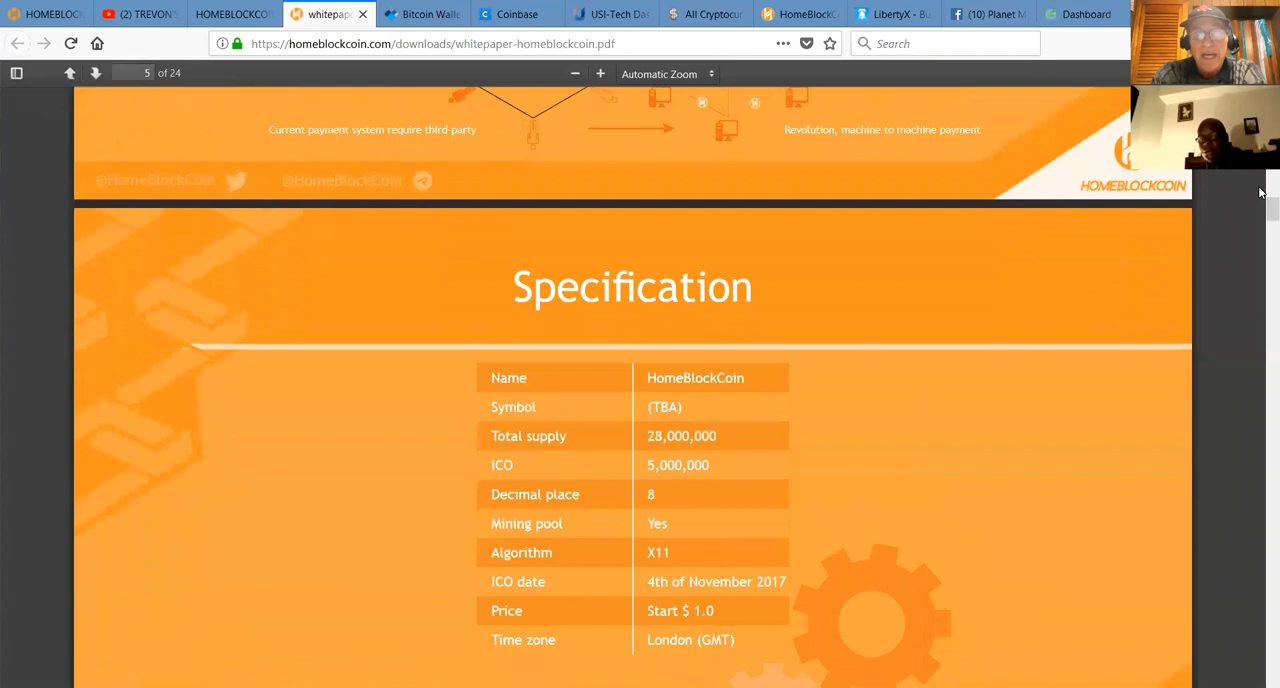 HOMEBLOCK
(2) TREVON'S
HOMEBLOCKCOI
whitepape
Bitcoin Walle
Coinbase
USI-Tech Das
All Cryptocur
HomeBlockC
LibertyX - Bu
(10) Planet M
Dashboard
https://homeblockcoin.com/downloads/whitepaper-homeblockcoin.pdf
Search
5 of 24
Automatic Zoom
Current payment system require third-party
Revolution, machine to machine payment
@HomeBlockCoin
@HomeBlockCoin
HOMEBLOCKCOIN
Specification
Name HomeBlockCoin
Symbol (TBA)
Total supply 28,000,000
ICO 5,000,000
Decimal place 8
Mining pool Yes
Algorithm X11
ICO date 4th of November 2017
Price Start $ 1.0
Time zone London (GMT)